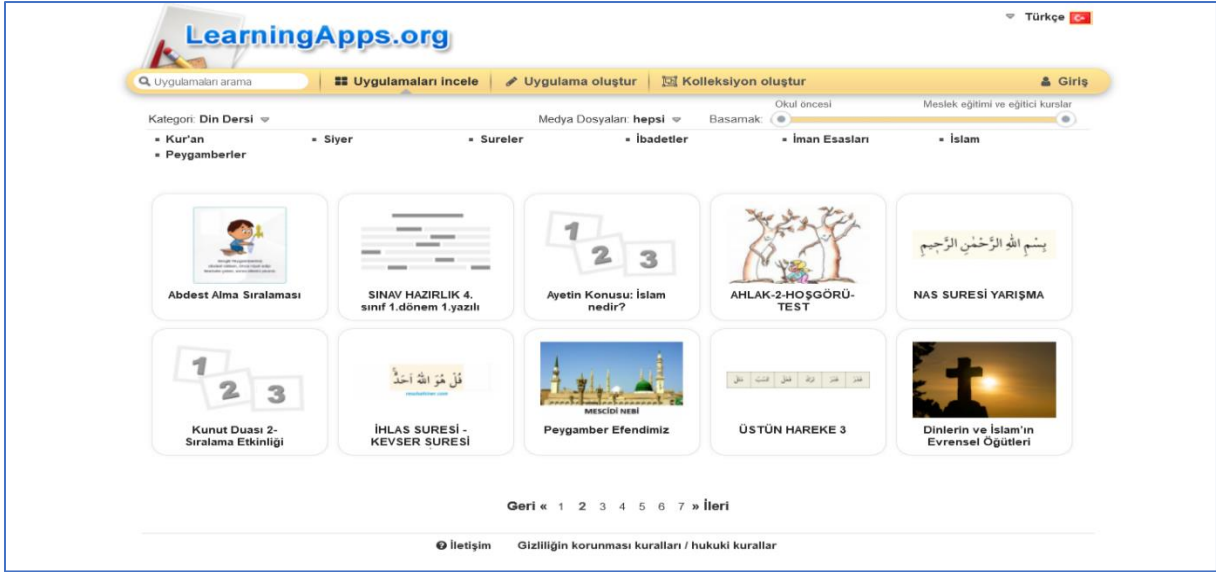 LearningApps.org
Türkçe
Uygulamaları arama
Uygulamaları incele
Uygulama oluştur
Kolleksiyon oluştur
Giriş
Kategori: Din Dersi
Medya Dosyaları: hepsi
Basamak:
Okul öncesi
Meslek eğitimi ve eğitici kurslar
Kur'an
Siyer
Sureler
İbadetler
İman Esasları
İslam
Peygamberler
Abdest Alma Sıralaması
SINAV HAZIRLIK 4.
sınıf 1.dönem 1.yazılı
1
2
3
Ayetin Konusu: İslam
nedir?
AHLAK-2-HOŞGÖRÜ-
TEST
بِسْمِ اللهِ الرَّحْمٰنِ الرَّحِيمِ
NAS SURESİ YARIŞMA
1
2
3
Kunut Duası 2-
Sıralama Etkinliği
قُلْ هُوَ اللهُ اَحَدٌ
İHLAS SURESİ -
KEVSER SURESİ
MESCİDİ NEBİ
Peygamber Efendimiz
ÜSTÜN HAREKE 3
Dinlerin ve İslam'ın
Evrensel Öğütleri
Geri « 1 2 3 4 5 6 7 » İleri
İletişim
Gizliliğin korunması kuralları / hukuki kurallar